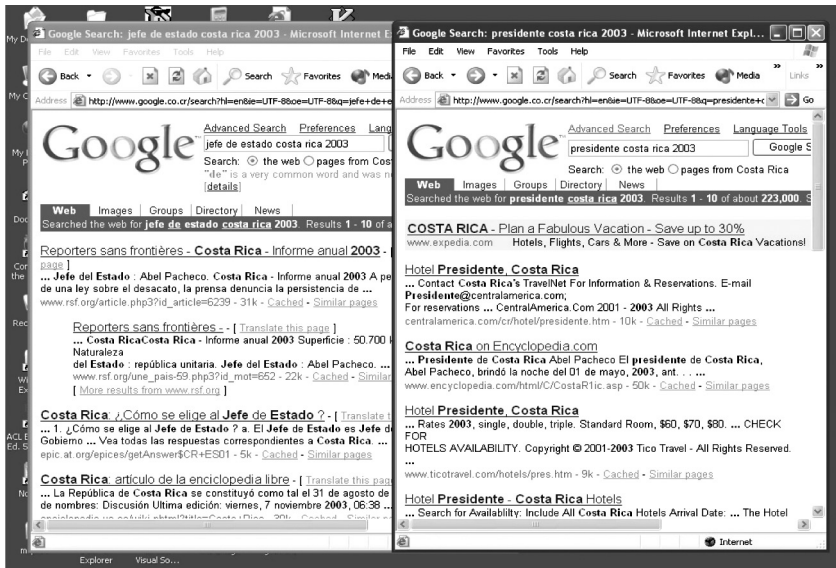 Google Search: jefe de estado costa rica 2003 - Microsoft Internet E
File Edit View Favorites Tools Help
Back Search Favorites Medi
Address http://www.google.co.cr/search?hl=en&ie=UTF-8&oe=UTF-8&q=jefe+de+e
Google
Advanced Search Preferences Lang
jefe de estado costa rica 2003
Search: the web pages from Cos
"de" is a very common word and was n
[details]
Web Images Groups Directory News
Searched the web for jefe de estado costa rica 2003. Results 1 - 10 of a
Reporters sans frontières - Costa Rica - Informe anual 2003 - [
page ]
... Jefe del Estado : Abel Pacheco. Costa Rica - Informe anual 2003 A pe
de una ley sobre el desacato, la prensa denuncia la persistencia de ...
www.rsf.org/article.php3?id_article=6239 - 31k - Cached - Similar pages
Reporters sans frontières - - [ Translate this page ]
... Costa RicaCosta Rica - Informe anual 2003 Superficie : 50.700 k
Naturaleza
del Estado : república unitaria. Jefe del Estado : Abel Pacheco. ...
www.rsf.org/une_pais-59.php3?id_mot=652 - 22k - Cached - Similar
[ More results from www.rsf.org ]
Costa Rica: ¿Cómo se elige al Jefe de Estado ? - [ Translate t
... 1. ¿Cómo se elige al Jefe de Estado ? a. El Jefe de Estado es Jefe d
Gobierno ... Vea todas las respuestas correspondientes a Costa Rica. ...
epic.at.org/epices/getAnswer$CR+ES01 - 5k - Cached - Similar pages
Costa Rica: artículo de la enciclopedia libre - [ Translate this page
... La República de Costa Rica se constituyó como tal el 31 de agosto de
de nombres: Discusión Ultima edición: viernes, 7 noviembre 2003, 06:38 ...
Google Search: presidente costa rica 2003 - Microsoft Internet Expl...
File Edit View Favorites Tools Help
Back Search Favorites Media Links
Address http://www.google.co.cr/search?hl=en&ie=UTF-8&oe=UTF-8&q=presidente+c Go
Google
Advanced Search Preferences Language Tools
presidente costa rica 2003 Google S
Search: the web pages from Costa Rica
Web Images Groups Directory News
Searched the web for presidente costa rica 2003. Results 1 - 10 of about 223,000. S
COSTA RICA - Plan a Fabulous Vacation - Save up to 30%
www.expedia.com Hotels, Flights, Cars & More - Save on Costa Rica Vacations!
Hotel Presidente, Costa Rica
... Contact Costa Rica's TravelNet For Information & Reservations. E-mail
Presidente@centralamerica.com;
For reservations ... CentralAmerica.Com 2001 - 2003 All Rights ...
centralamerica.com/cr/hotel/presidente.htm - 10k - Cached - Similar pages
Costa Rica on Encyclopedia.com
... Presidente de Costa Rica Abel Pacheco El presidente de Costa Rica,
Abel Pacheco, brindó la noche del 01 de mayo, 2003, ant. . . ...
www.encyclopedia.com/html/C/CostaR1ic.asp - 50k - Cached - Similar pages
Hotel Presidente, Costa Rica
... Rates 2003, single, double, triple. Standard Room, $60, $70, $80. ... CHECK
FOR
HOTELS AVAILABILITY. Copyright © 2001-2003 Tico Travel - All Rights Reserved.
...
www.ticotravel.com/hotels/pres.htm - 9k - Cached - Similar pages
Hotel Presidente - Costa Rica Hotels
... Search for Availablilty: Include All Costa Rica Hotels Arrival Date: ... The Hotel
Internet
Explorer Visual So...